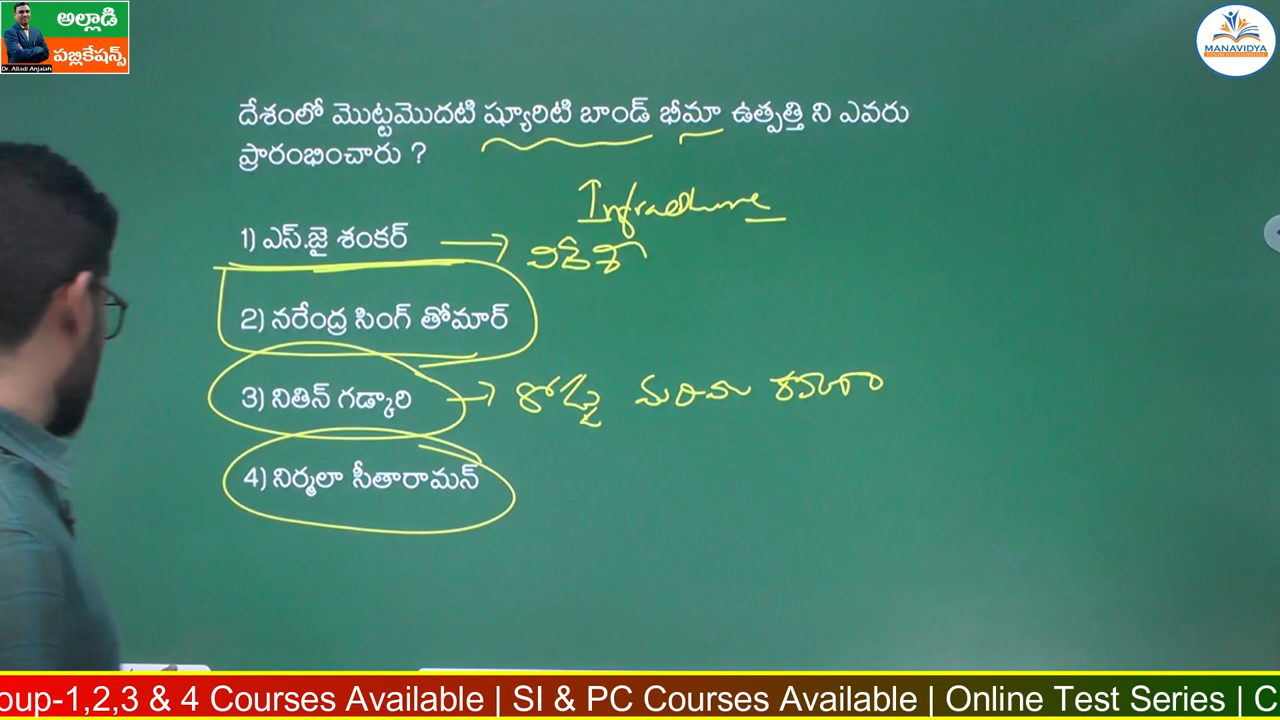 అల్లాడి
పబ్లికేషన్స్
Dr. Alladi Anjaiah
MANAVIDYA
దేశంలో మొట్టమొదటి ష్యూరిటి బాండ్ భీమా ఉత్పత్తి ని ఎవరు
ప్రారంభించారు ?
1) ఎస్.జై శంకర్
2) నరేంద్ర సింగ్ తోమార్
3) నితిన్ గడ్కారి
4) నిర్మలా సీతారామన్
oup-1,2,3 & 4 Courses Available | SI & PC Courses Available | Online Test Series | C